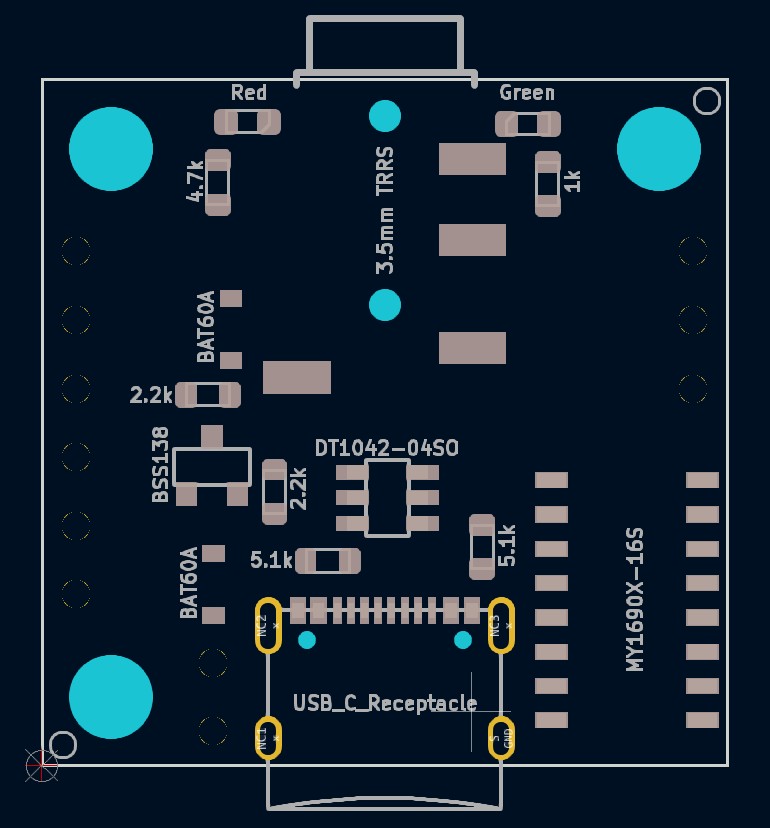 Red
Green
4.7k
3.5mm TRRS
1k
BAT60A
2.2k
DT1042-04SO
BSS138
2.2k
5.1k
5.1k
BAT60A
MY1690X-16S
NC2
*
NC3
*
USB_C_Receptacle
NC1
*
S
GND